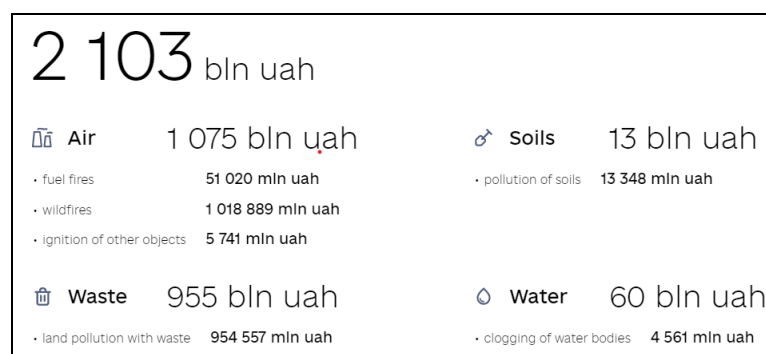 2 103 bln uah
Air 1 075 bln uah
• fuel fires 51 020 mln uah
• wildfires 1 018 889 mln uah
• ignition of other objects 5 741 mln uah
Soils 13 bln uah
• pollution of soils 13 348 mln uah
Waste 955 bln uah
• land pollution with waste 954 557 mln uah
Water 60 bln uah
• clogging of water bodies 4 561 mln uah